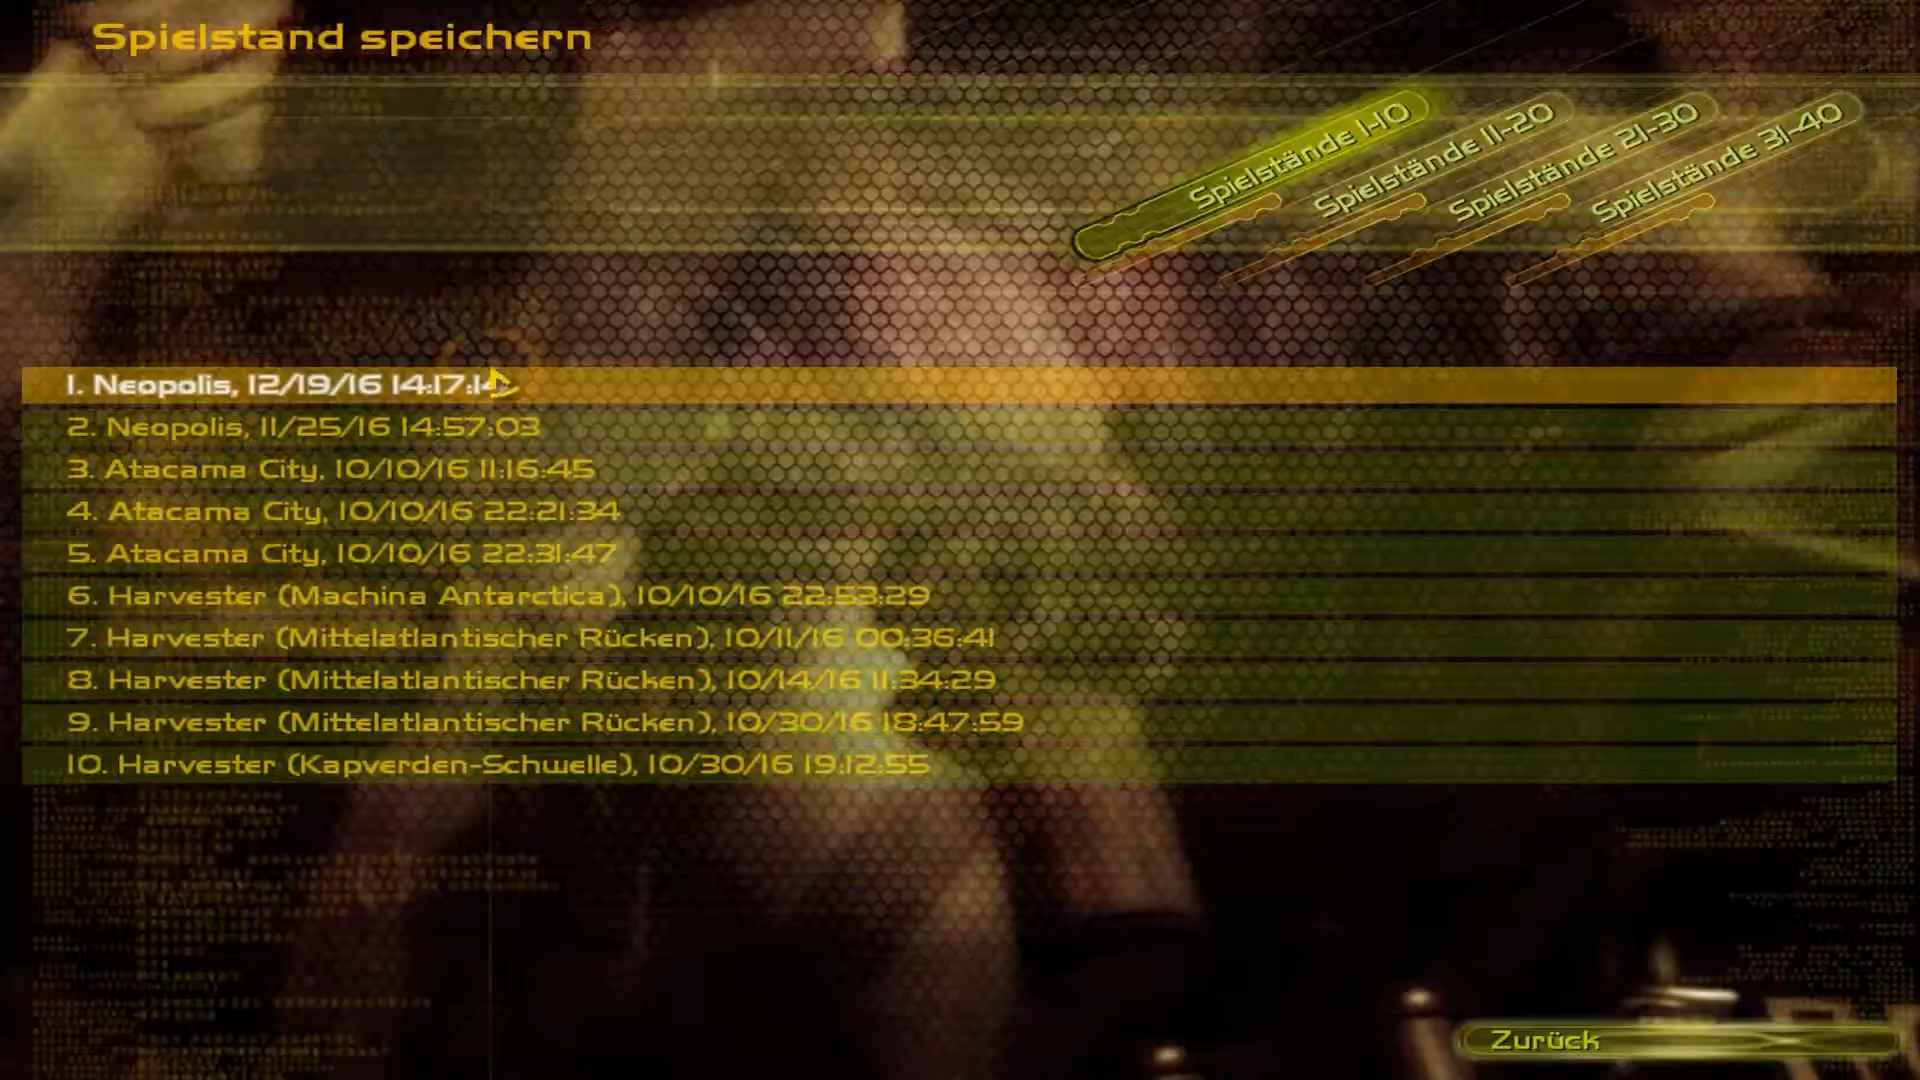 Spielstand speichern
Spielstände 1-10
Spielstände 11-20
Spielstände 21-30
Spielstände 31-40
1. Neopolis, 12/19/16 14:17:14
2. Neopolis, 11/25/16 14:57:03
3. Atacama City, 10/10/16 11:16:45
4. Atacama City, 10/10/16 22:21:34
5. Atacama City, 10/10/16 22:31:47
6. Harvester (Machina Antarctica), 10/10/16 22:53:29
7. Harvester (Mittelatlantischer Rücken), 10/11/16 00:36:41
8. Harvester (Mittelatlantischer Rücken), 10/14/16 11:34:29
9. Harvester (Mittelatlantischer Rücken), 10/30/16 18:47:59
10. Harvester (Kapverden-Schwelle), 10/30/16 19:12:55
Zurück